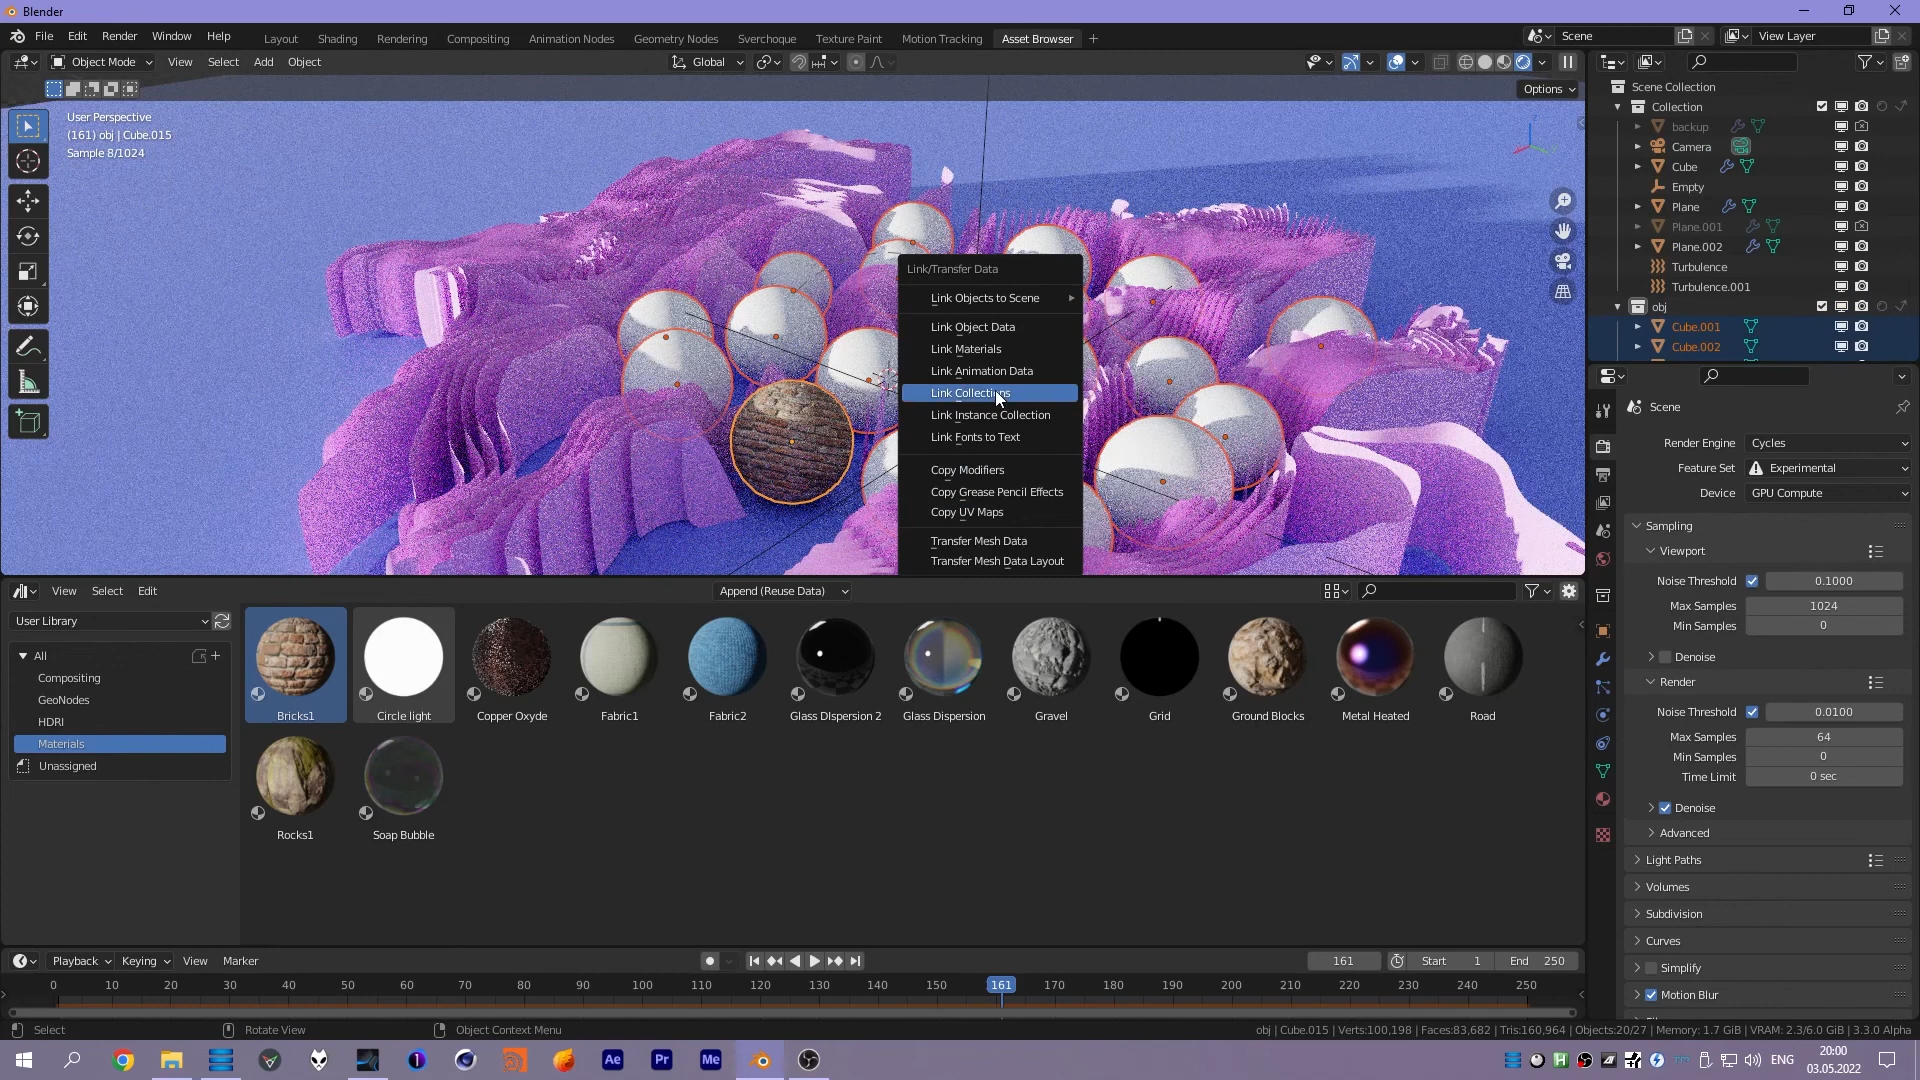 Blender
File Edit Render Window Help
Layout Shading Rendering Compositing Animation Nodes Geometry Nodes Sverchoque Texture Paint Motion Tracking Asset Browser +
Scene
View Layer
Object Mode View Select Add Object
Global
Options
User Perspective
(161) obj | Cube.015
Sample 8/1024
Link/Transfer Data
Link Objects to Scene
Link Object Data
Link Materials
Link Animation Data
Link Collections
Link Instance Collection
Link Fonts to Text
Copy Modifiers
Copy Grease Pencil Effects
Copy UV Maps
Transfer Mesh Data
Transfer Mesh Data Layout
Scene Collection
Collection
backup
Camera
Cube
Empty
Plane
Plane.001
Plane.002
Turbulence
Turbulence.001
obj
Cube.001
Cube.002
Scene
Render Engine Cycles
Feature Set Experimental
Device GPU Compute
Sampling
Viewport
Noise Threshold 0.1000
Max Samples 1024
Min Samples 0
Denoise
Render
Noise Threshold 0.0100
Max Samples 64
Min Samples 0
Time Limit 0 sec
Denoise
Advanced
Light Paths
Volumes
Subdivision
Curves
Simplify
Motion Blur
View Select Edit
Append (Reuse Data)
User Library
All
Compositing
GeoNodes
HDRI
Materials
Unassigned
Bricks1 Circle light Copper Oxyde Fabric1 Fabric2 Glass DIspersion 2 Glass Dispersion Gravel Grid Ground Blocks Metal Heated Road
Rocks1 Soap Bubble
Playback Keying View Marker
161 Start 1 End 250
0 10 20 30 40 50 60 70 80 90 100 110 120 130 140 150 161 170 180 190 200 210 220 230 240 250
Select Rotate View Object Context Menu
obj | Cube.015 | Verts:100,198 | Faces:83,682 | Tris:160,964 | Objects:20/27 | Memory: 1.7 GiB | VRAM: 2.3/6.0 GiB | 3.3.0 Alpha
Ae Pr Me
ENG
20:00
03.05.2022